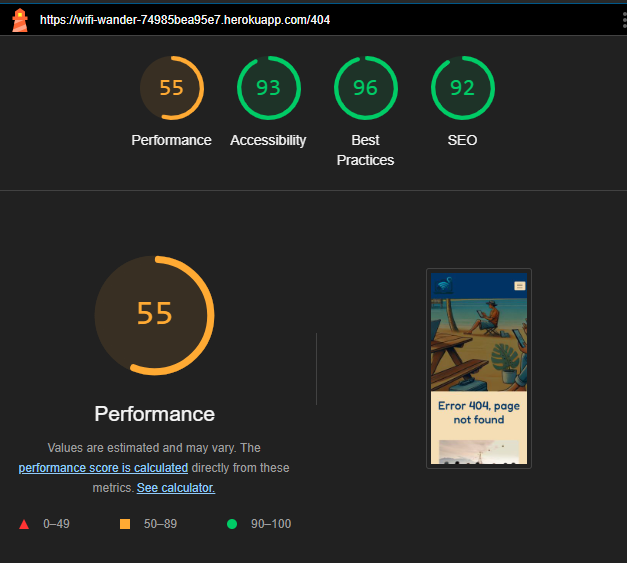 https://wifi-wander-74985bea95e7.herokuapp.com/404
55
93
96
92
Performance
Accessibility
Best
Practices
SEO
55
Performance
Values are estimated and may vary. The
performance score is calculated directly from these
metrics. See calculator.
0–49
50–89
90–100
Error 404, page
not found